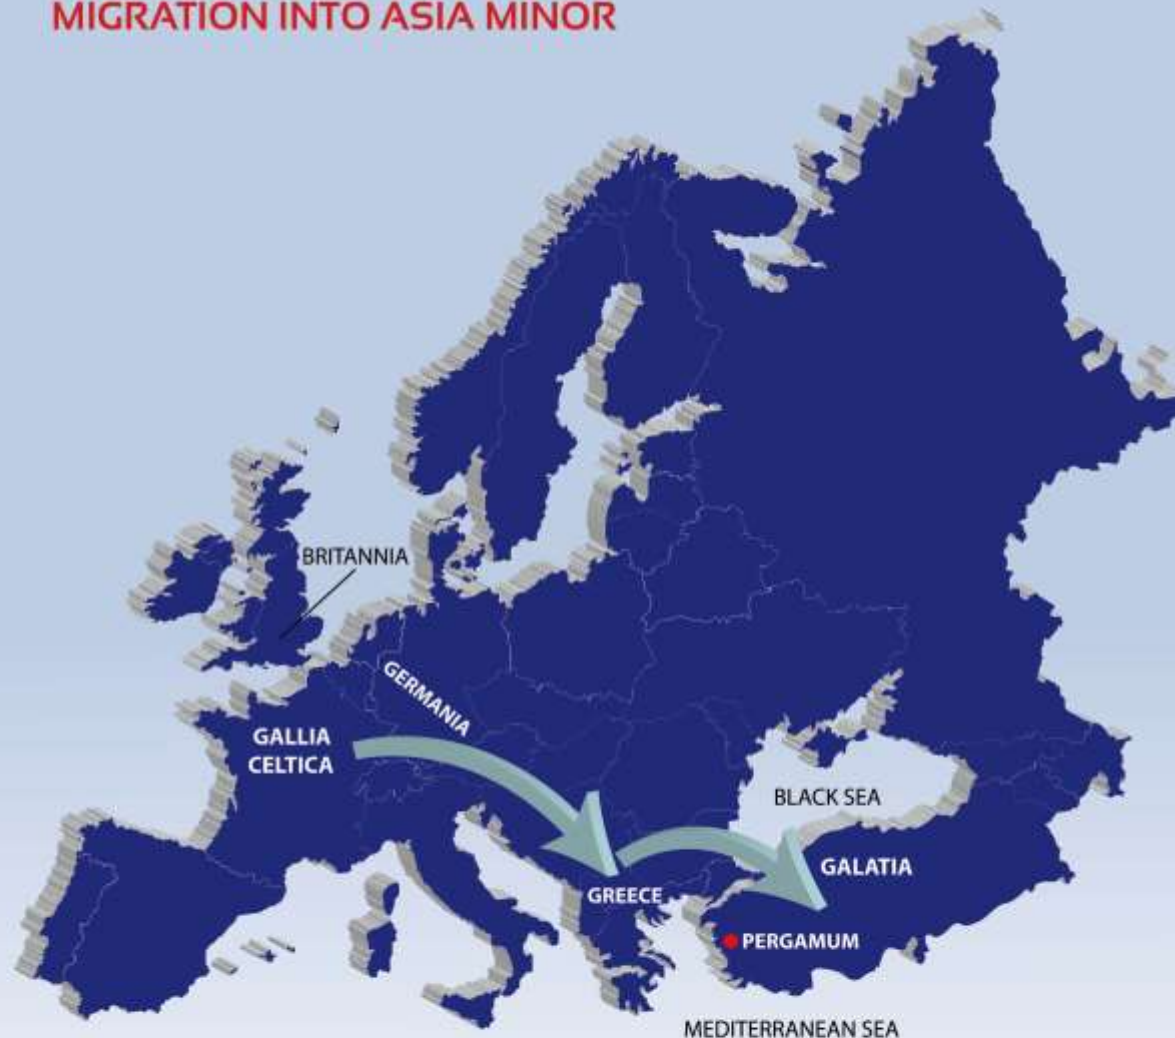 MIGRATION INTO ASIA MINOR
BRITANNIA
GERMANIA
GALLIA
CELTICA
BLACK SEA
GALATIA
GREECE
PERGAMUM
MEDITERRANEAN SEA